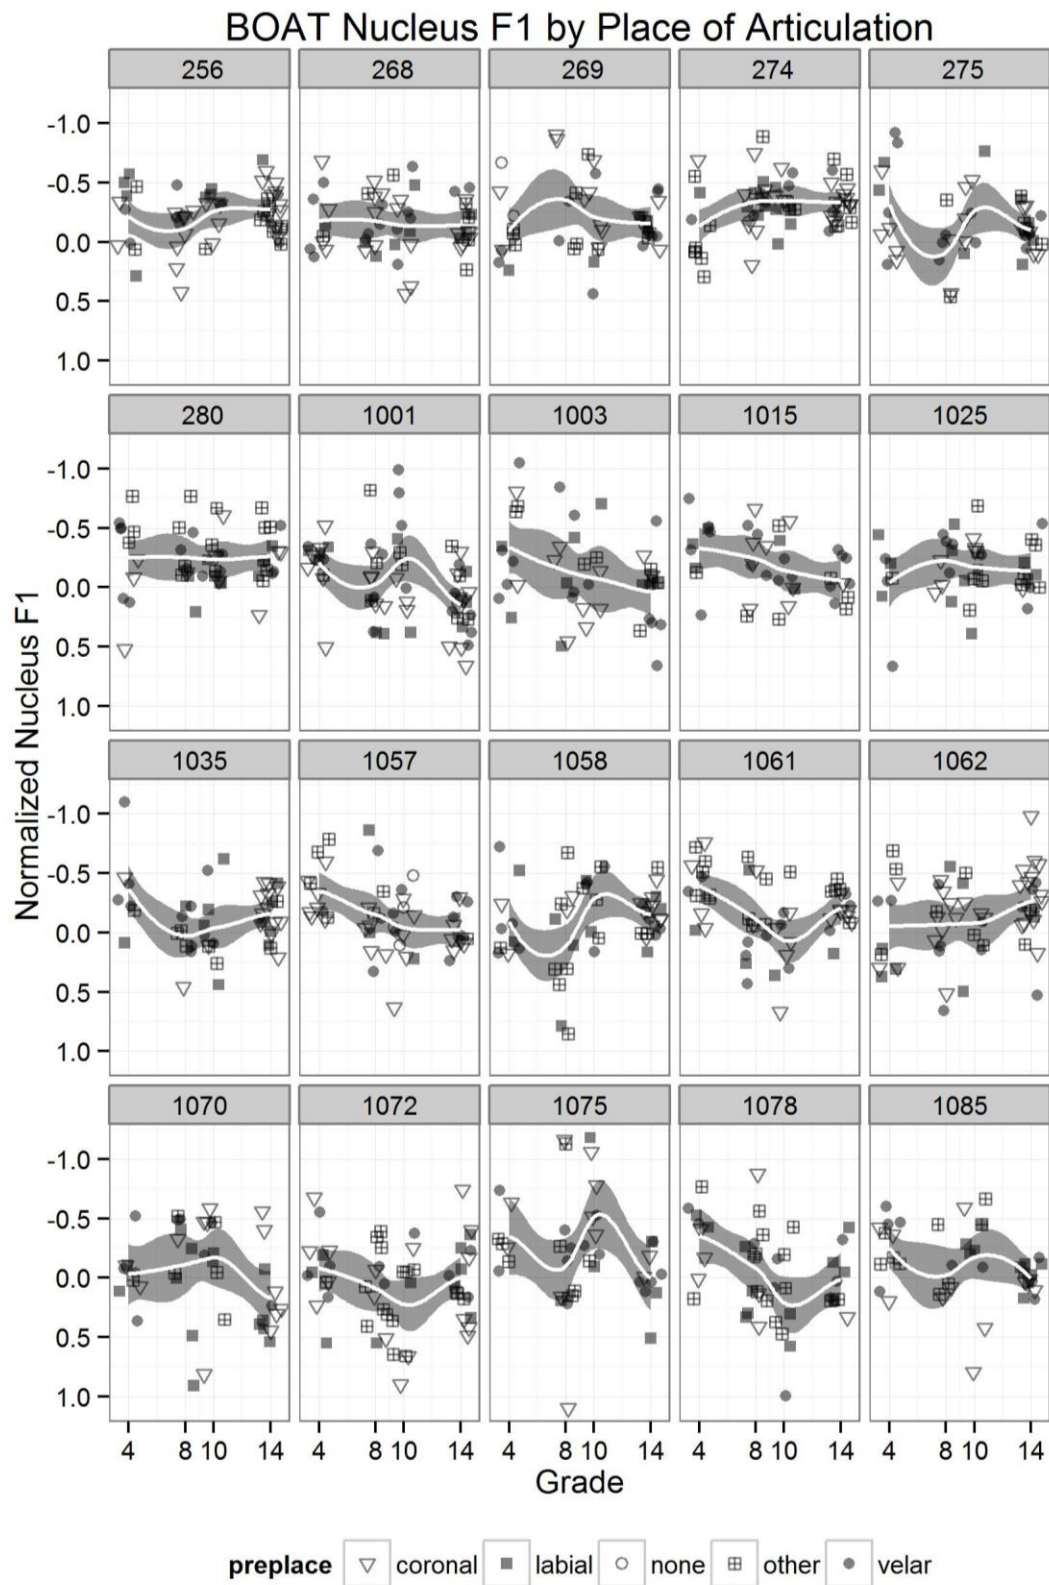 BOAT Nucleus F1 by Place of Articulation
256 268 269 274 275
-1.0
-0.5
0.0
0.5
1.0
280 1001 1003 1015 1025
-1.0
-0.5
0.0
0.5
1.0
Normalized Nucleus F1
1035 1057 1058 1061 1062
-1.0
-0.5
0.0
0.5
1.0
1070 1072 1075 1078 1085
-1.0
-0.5
0.0
0.5
1.0
4 8 10 14 4 8 10 14 4 8 10 14 4 8 10 14 4 8 10 14
Grade
preplace coronal labial none other velar